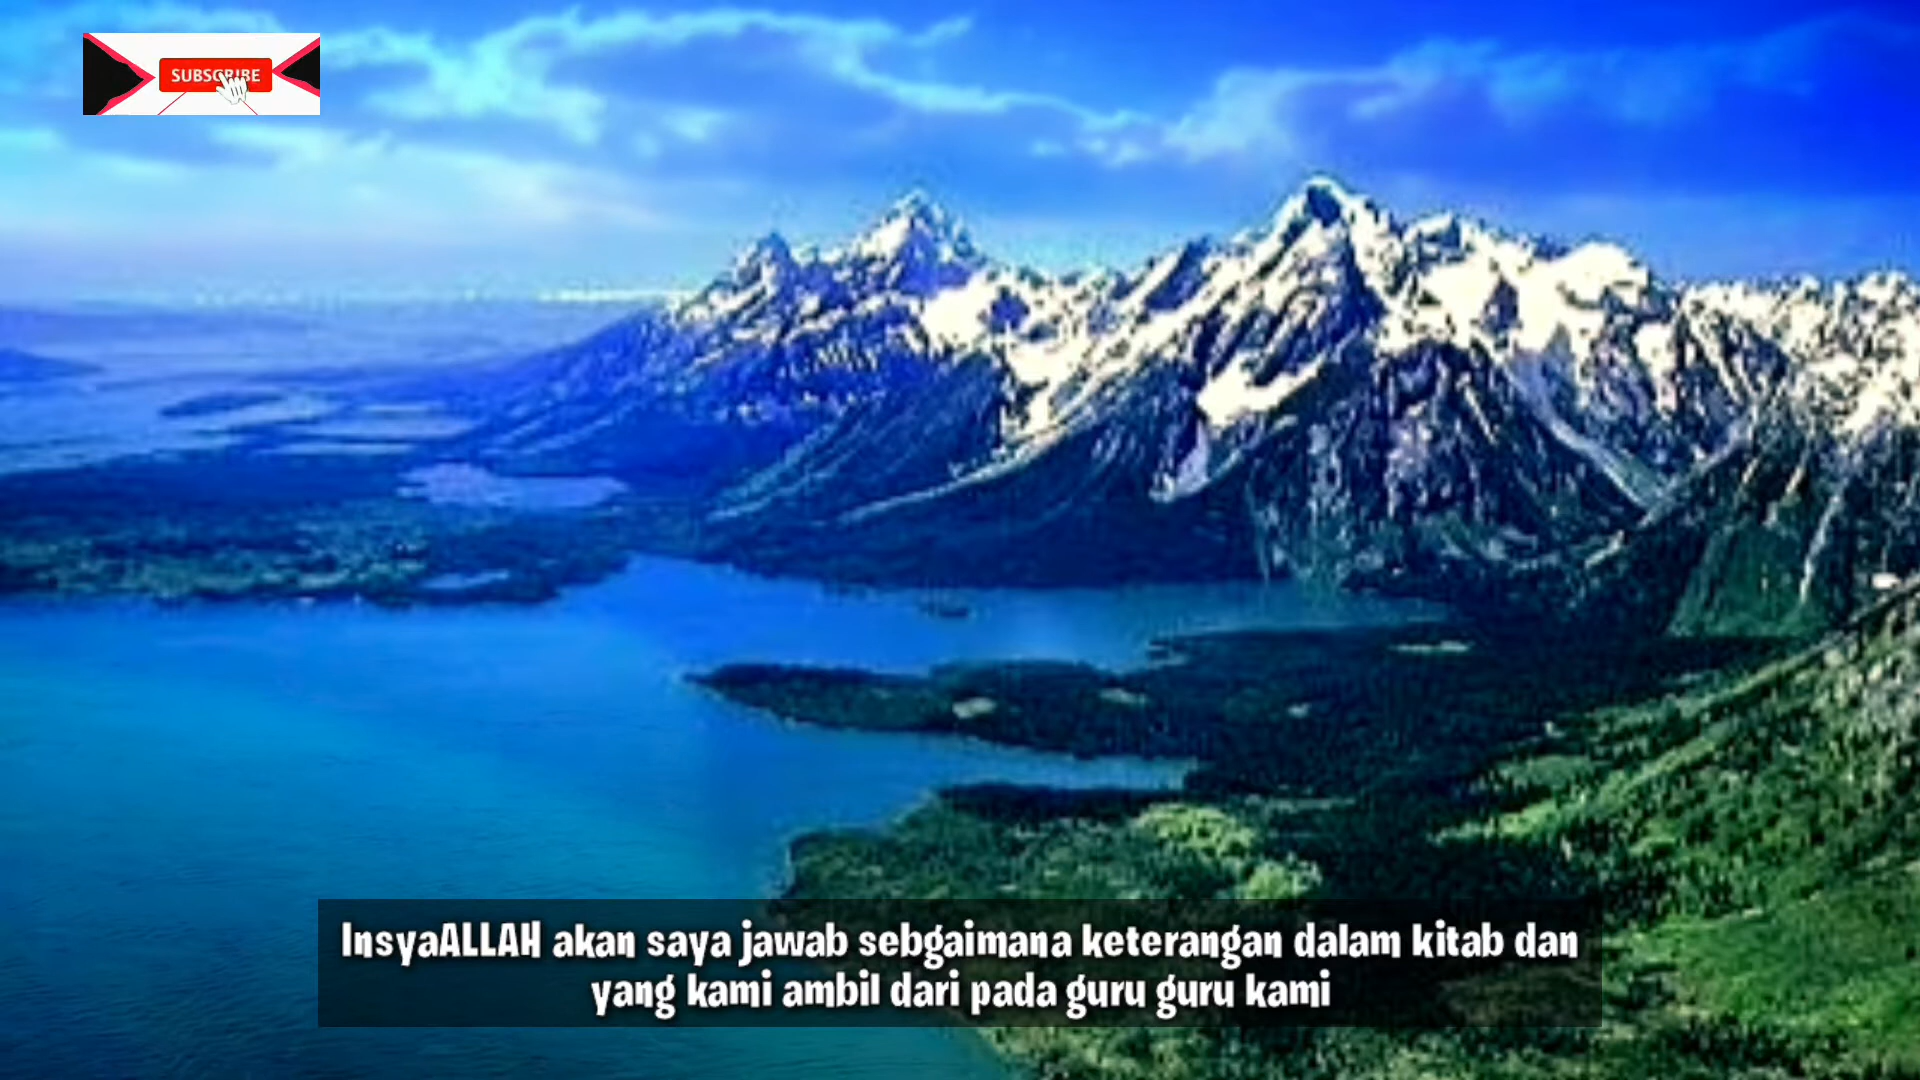 SUBSCRIBE
InsyaALLAH akan saya jawab sebgaimana keterangan dalam kitab dan
yang kami ambil dari pada guru guru kami